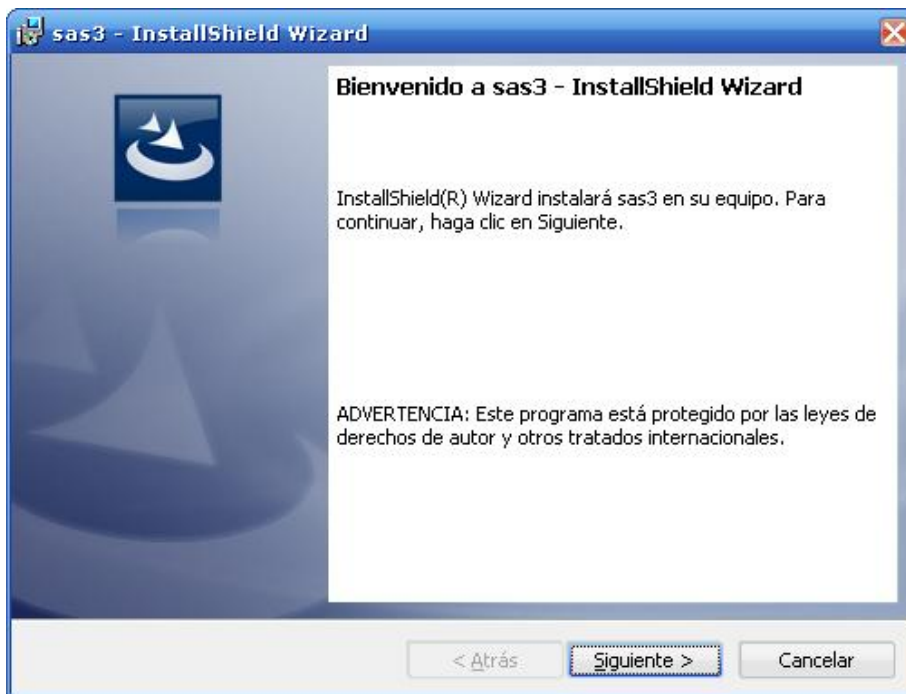 sas3 - InstallShield Wizard
Bienvenido a sas3 - InstallShield Wizard
InstallShield(R) Wizard instalará sas3 en su equipo. Para
continuar, haga clic en Siguiente.
ADVERTENCIA: Este programa está protegido por las leyes de
derechos de autor y otros tratados internacionales.
< Atrás
Siguiente >
Cancelar